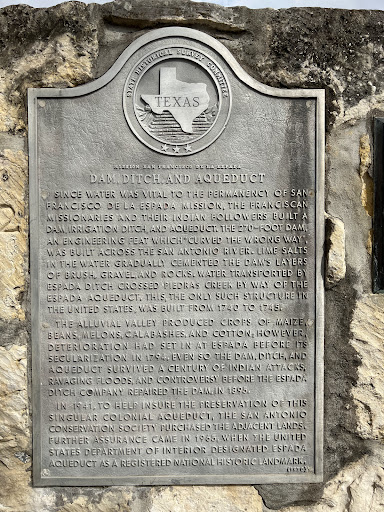 STATE HISTORICAL SURVEY COMMITTEE
TEXAS
MISSION SAN FRANCISCO DE LA ESPADA
DAM, DITCH, AND AQUEDUCT
SINCE WATER WAS VITAL TO THE PERMANENCY OF SAN
FRANCISCO DE LA ESPADA MISSION, THE FRANCISCAN
MISSIONARIES AND THEIR INDIAN FOLLOWERS BUILT A
DAM, IRRIGATION DITCH, AND AQUEDUCT. THE 270-FOOT DAM,
AN ENGINEERING FEAT WHICH "CURVED THE WRONG WAY",
WAS BUILT ACROSS THE SAN ANTONIO RIVER. LIME SALTS
IN THE WATER GRADUALLY CEMENTED THE DAM'S LAYERS
OF BRUSH, GRAVEL, AND ROCKS. WATER TRANSPORTED BY
ESPADA DITCH CROSSED PIEDRAS CREEK BY WAY OF THE
ESPADA AQUEDUCT. THIS, THE ONLY SUCH STRUCTURE IN
THE UNITED STATES, WAS BUILT FROM 1740 TO 1745.
THE ALLUVIAL VALLEY PRODUCED CROPS OF MAIZE,
BEANS, MELONS, CALABASHES, AND COTTON; HOWEVER,
DETERIORATION HAD SET IN AT ESPADA BEFORE ITS
SECULARIZATION IN 1794. EVEN SO THE DAM, DITCH, AND
AQUEDUCT SURVIVED A CENTURY OF INDIAN ATTACKS,
RAVAGING FLOODS, AND CONTROVERSY BEFORE THE ESPADA
DITCH COMPANY REPAIRED THE DAM IN 1895.
IN 1941, TO HELP INSURE THE PRESERVATION OF THIS
SINGULAR COLONIAL AQUEDUCT, THE SAN ANTONIO
CONSERVATION SOCIETY PURCHASED THE ADJACENT LANDS.
FURTHER ASSURANCE CAME IN 1965, WHEN THE UNITED
STATES DEPARTMENT OF INTERIOR DESIGNATED ESPADA
AQUEDUCT AS A REGISTERED NATIONAL HISTORIC LANDMARK.